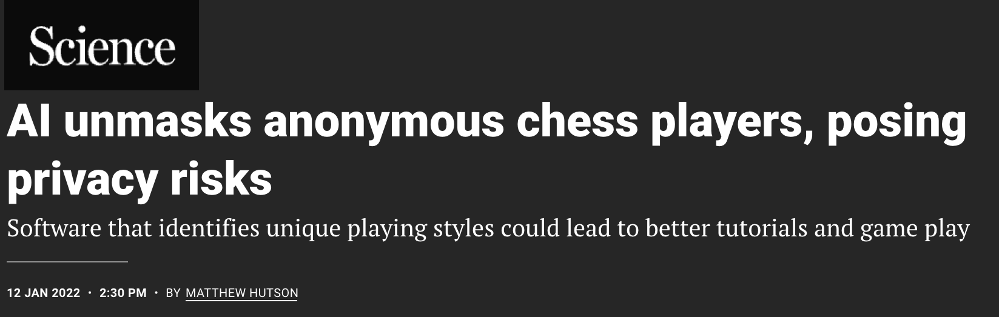 Science
AI unmasks anonymous chess players, posing
privacy risks
Software that identifies unique playing styles could lead to better tutorials and game play
12 JAN 2022 • 2:30 PM • BY MATTHEW HUTSON